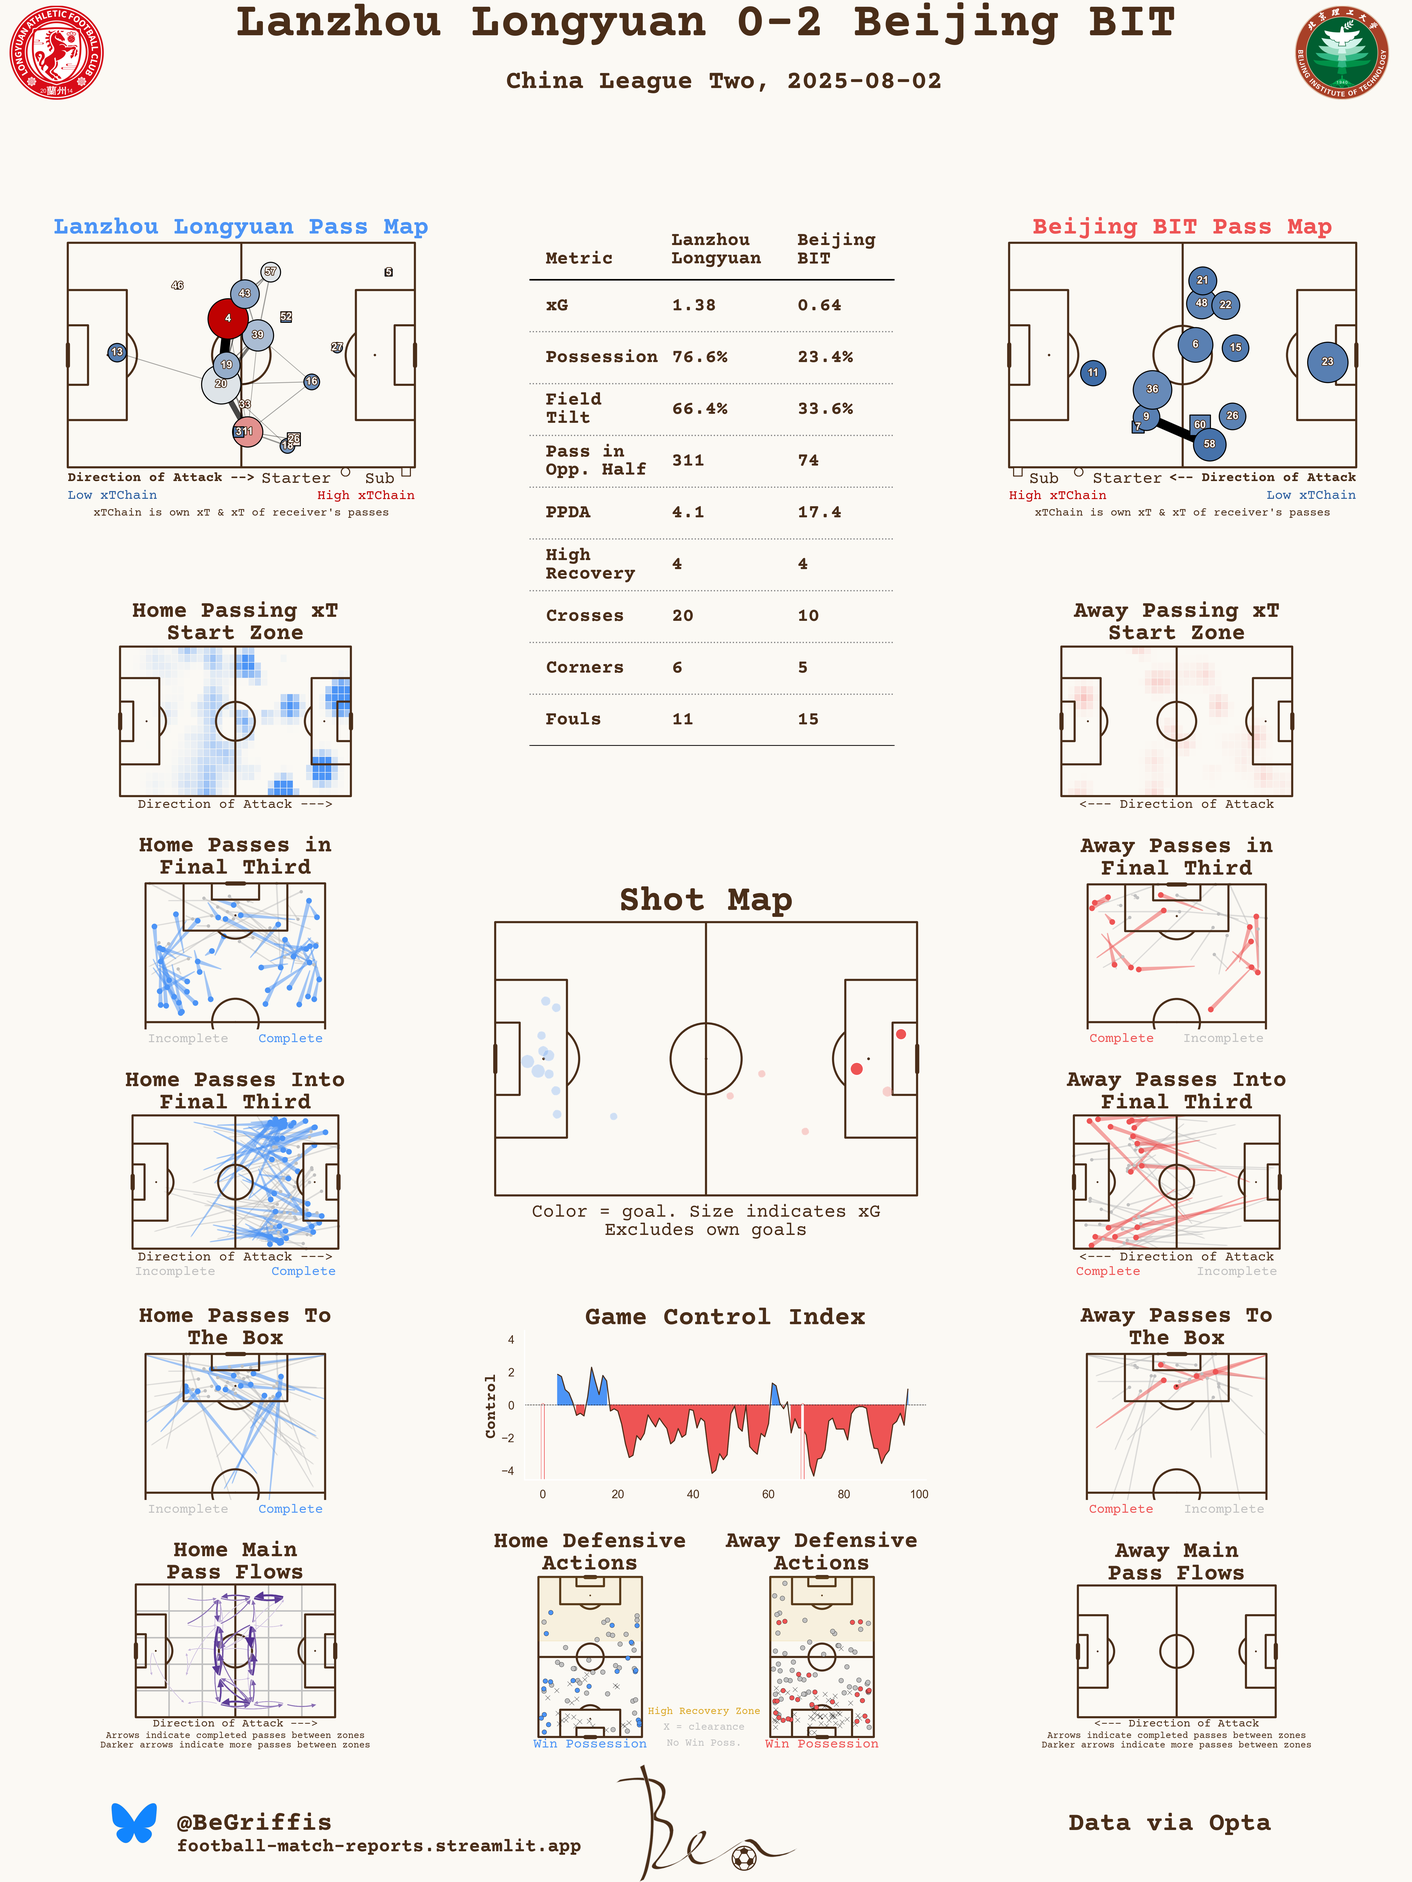 Lanzhou Longyuan 0-2 Beijing BIT
China League Two, 2025-08-02
LONGYUAN ATHLETIC FOOTBALL CLUB
20 蘭州 14
北京理工大学
1940
BEIJING INSTITUTE OF TECHNOLOGY
Lanzhou Longyuan Pass Map
57
5
46
43
4
52
39
13
19
27
20
16
33
311
26
18
Direction of Attack --> Starter Sub
Low xTChain High xTChain
xTChain is own xT & xT of receiver's passes
Metric Lanzhou Longyuan Beijing BIT
xG 1.38 0.64
Possession 76.6% 23.4%
Field Tilt 66.4% 33.6%
Pass in Opp. Half 311 74
PPDA 4.1 17.4
High Recovery 4 4
Crosses 20 10
Corners 6 5
Fouls 11 15
Beijing BIT Pass Map
21
48 22
6 15
23
11
36
9 26
7 60
58
Sub Starter <-- Direction of Attack
High xTChain Low xTChain
xTChain is own xT & xT of receiver's passes
Home Passing xT
Start Zone
Direction of Attack --->
Away Passing xT
Start Zone
<--- Direction of Attack
Home Passes in
Final Third
Incomplete Complete
Away Passes in
Final Third
Complete Incomplete
Shot Map
Color = goal. Size indicates xG
Excludes own goals
Home Passes Into
Final Third
Direction of Attack --->
Incomplete Complete
Away Passes Into
Final Third
<--- Direction of Attack
Complete Incomplete
Home Passes To
The Box
Incomplete Complete
Game Control Index
Control
4
2
0
−2
−4
0 20 40 60 80 100
Away Passes To
The Box
Complete Incomplete
Home Main
Pass Flows
Direction of Attack --->
Arrows indicate completed passes between zones
Darker arrows indicate more passes between zones
Home Defensive
Actions
Win Possession
High Recovery Zone
X = clearance
No Win Poss.
Away Defensive
Actions
Win Possession
Away Main
Pass Flows
<--- Direction of Attack
Arrows indicate completed passes between zones
Darker arrows indicate more passes between zones
@BeGriffis
football-match-reports.streamlit.app
Ben
Data via Opta